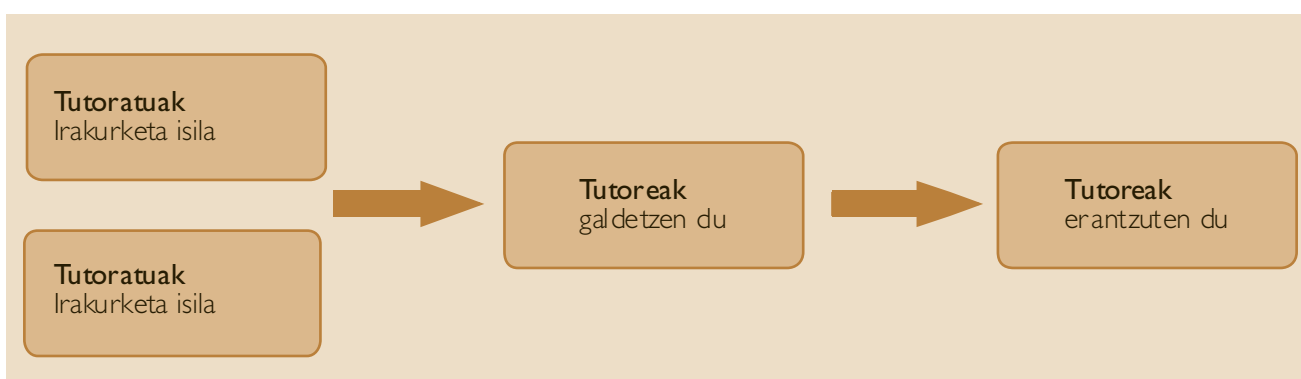 Tutoratuak
Irakurketa isila
Tutoratuak
Irakurketa isila
Tutoreak
galdetzen du
Tutoreak
erantzuten du